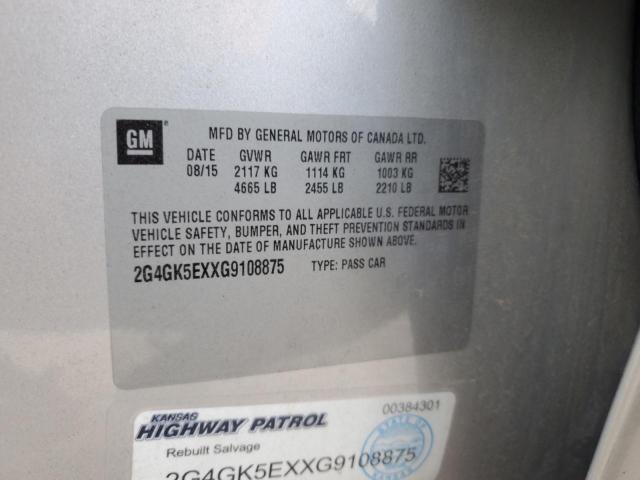 GM
MFD BY GENERAL MOTORS OF CANADA LTD.
DATE GVWR GAWR FRT GAWR RR
08/15 2117 KG 1114 KG 1003 KG
4665 LB 2455 LB 2210 LB
THIS VEHICLE CONFORMS TO ALL APPLICABLE U.S. FEDERAL MOTOR
VEHICLE SAFETY, BUMPER, AND THEFT PREVENTION STANDARDS IN
EFFECT ON THE DATE OF MANUFACTURE SHOWN ABOVE.
2G4GK5EXXG9108875 TYPE: PASS CAR
KANSAS 00384301
HIGHWAY PATROL
Rebuilt Salvage
2G4GK5EXXG9108875